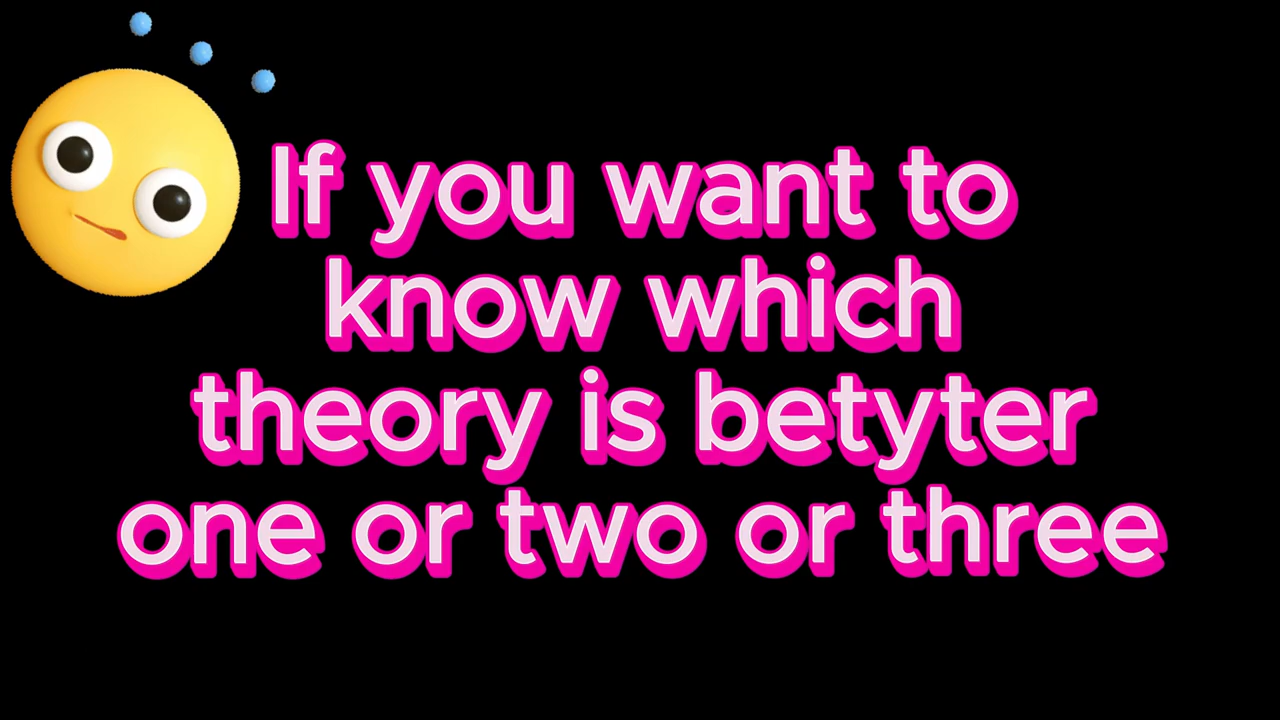 If you want to
know which
theory is betyter
one or two or three